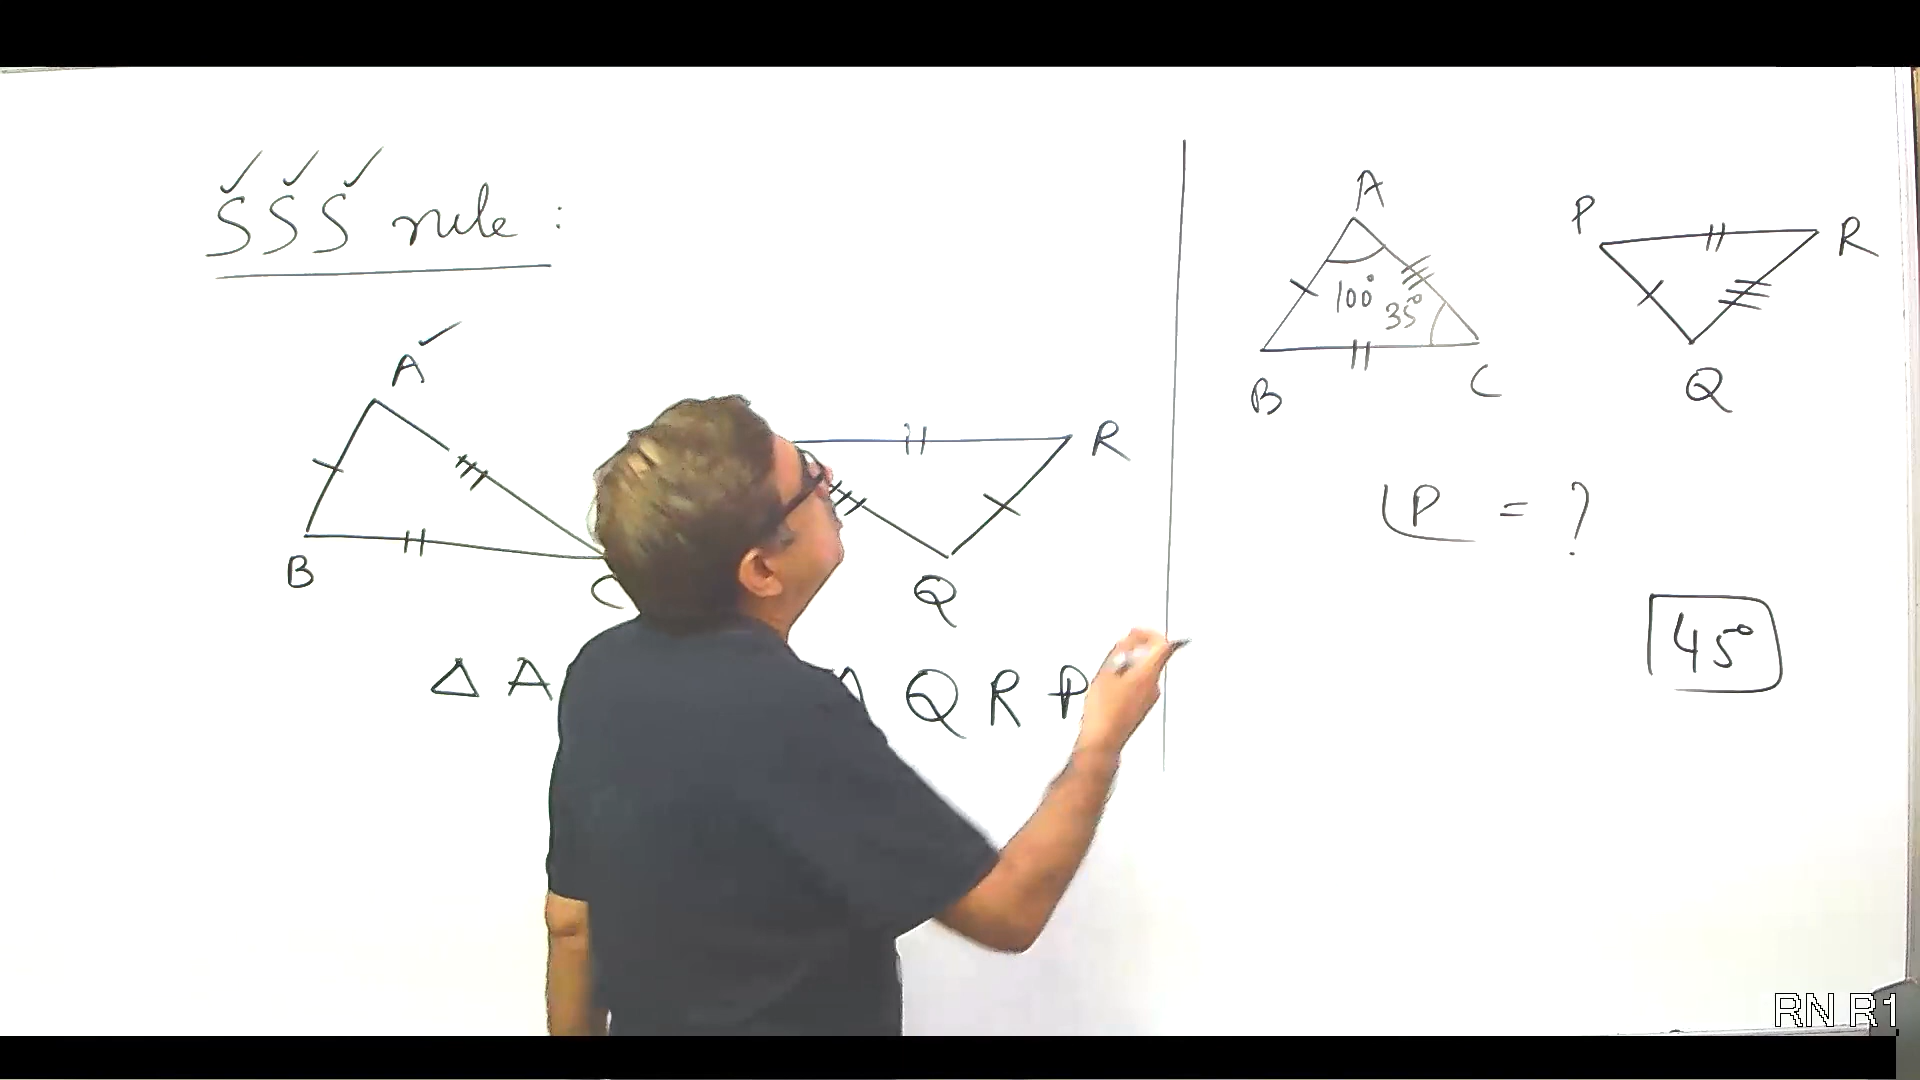 SSS rule :
A
B
C
R
Q
Δ A Δ Q R P
A
B
C
100°
35°
P
R
Q
∠P = ?
45°
RN R1